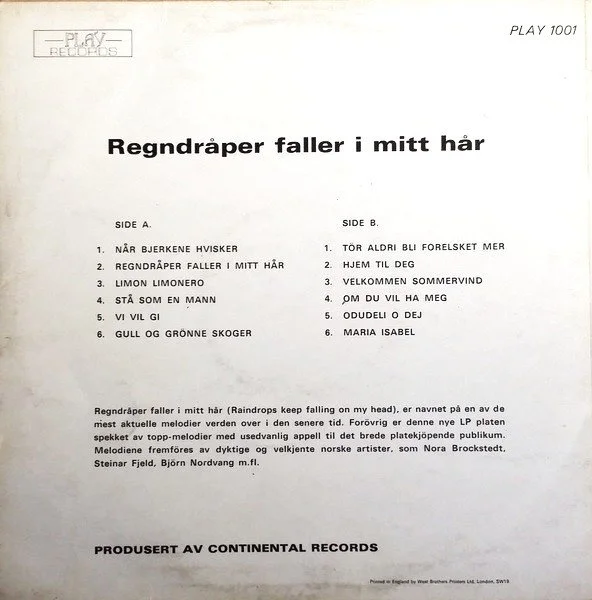 PLAY
RECORDS
PLAY 1001
Regndråper faller i mitt hår
SIDE A.
1. NÅR BJERKENE HVISKER
2. REGNDRÅPER FALLER I MITT HÅR
3. LIMON LIMONERO
4. STÅ SOM EN MANN
5. VI VIL GI
6. GULL OG GRÖNNE SKOGER
SIDE B.
1. TÖR ALDRI BLI FORELSKET MER
2. HJEM TIL DEG
3. VELKOMMEN SOMMERVIND
4. OM DU VIL HA MEG
5. ODUDELI O DEJ
6. MARIA ISABEL
Regndråper faller i mitt hår (Raindrops keep falling on my head), er navnet på en av de
mest aktuelle melodier verden over i den senere tid. Forövrig er denne nye LP platen
spekket av topp-melodier med usedvanlig appell til det brede platekjöpende publikum.
Melodiene fremföres av dyktige og velkjente norske artister, som Nora Brockstedt,
Steinar Fjeld, Björn Nordvang m.fl.
PRODUSERT AV CONTINENTAL RECORDS
Printed in England by West Brothers Printers Ltd, London, SW19